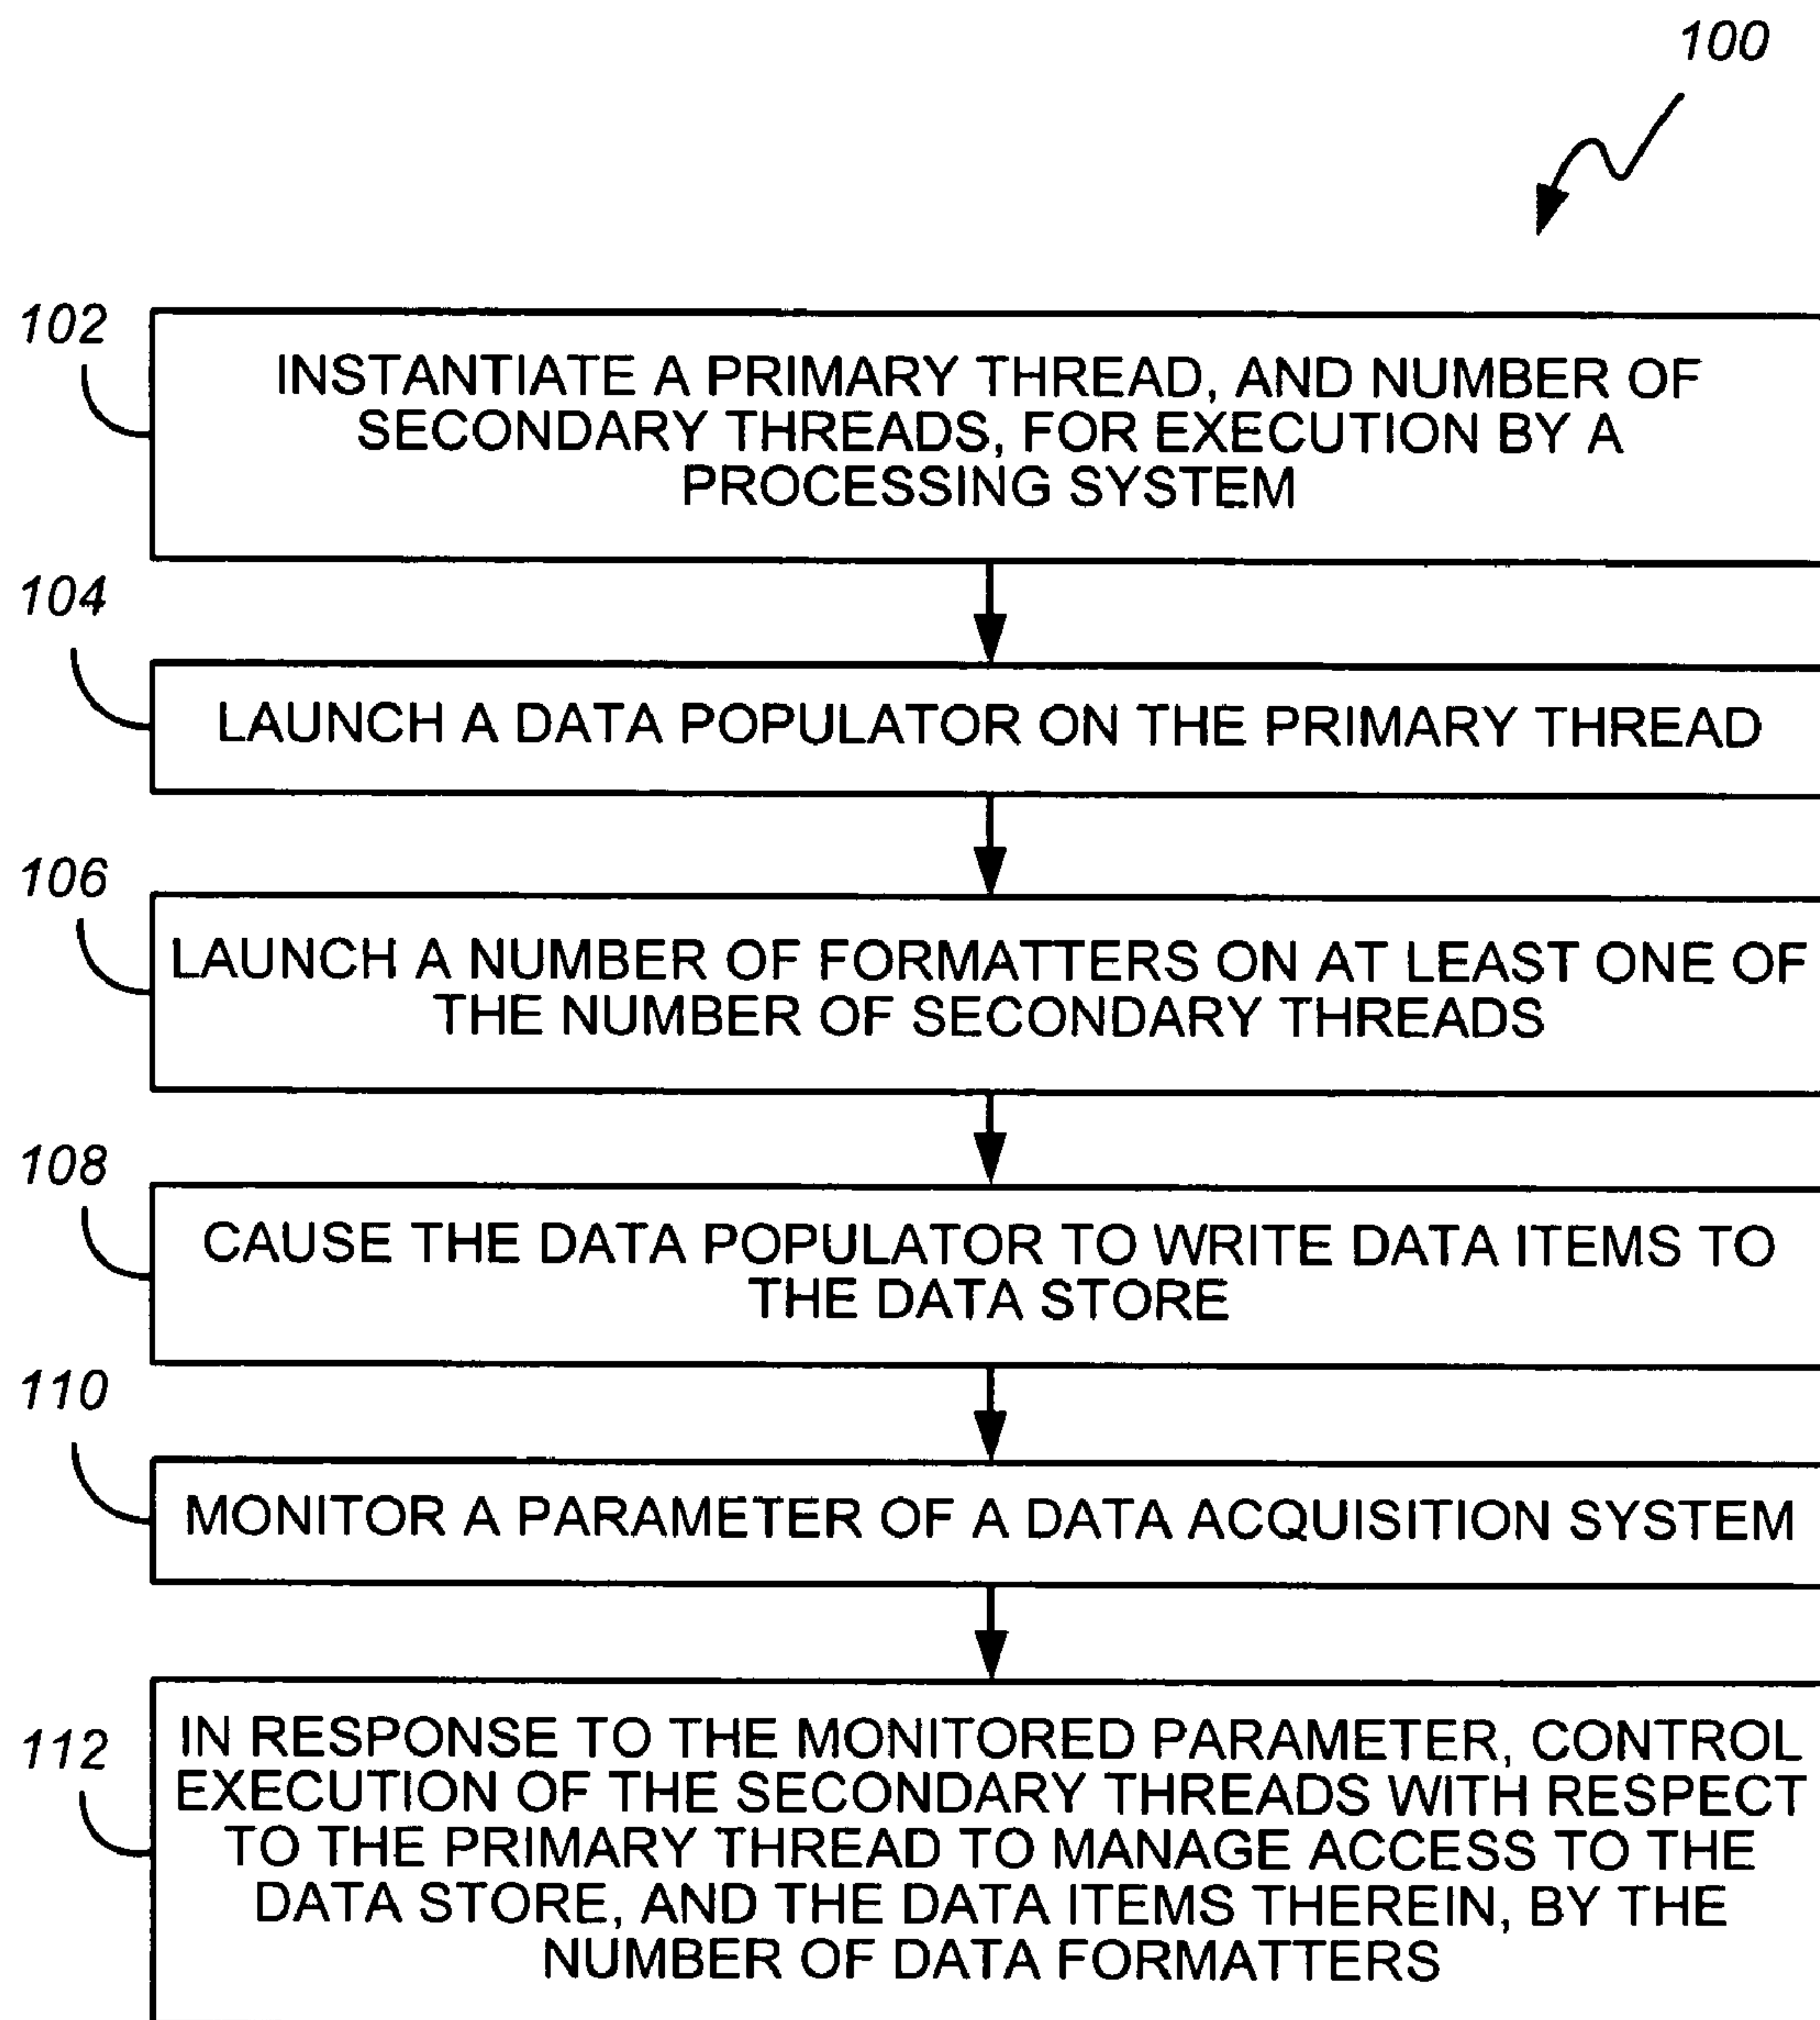 100
102
INSTANTIATE A PRIMARY THREAD, AND NUMBER OF
SECONDARY THREADS, FOR EXECUTION BY A
PROCESSING SYSTEM
104
LAUNCH A DATA POPULATOR ON THE PRIMARY THREAD
106
LAUNCH A NUMBER OF FORMATTERS ON AT LEAST ONE OF
THE NUMBER OF SECONDARY THREADS
108
CAUSE THE DATA POPULATOR TO WRITE DATA ITEMS TO
THE DATA STORE
110
MONITOR A PARAMETER OF A DATA ACQUISITION SYSTEM
112
IN RESPONSE TO THE MONITORED PARAMETER, CONTROL
EXECUTION OF THE SECONDARY THREADS WITH RESPECT
TO THE PRIMARY THREAD TO MANAGE ACCESS TO THE
DATA STORE, AND THE DATA ITEMS THEREIN, BY THE
NUMBER OF DATA FORMATTERS